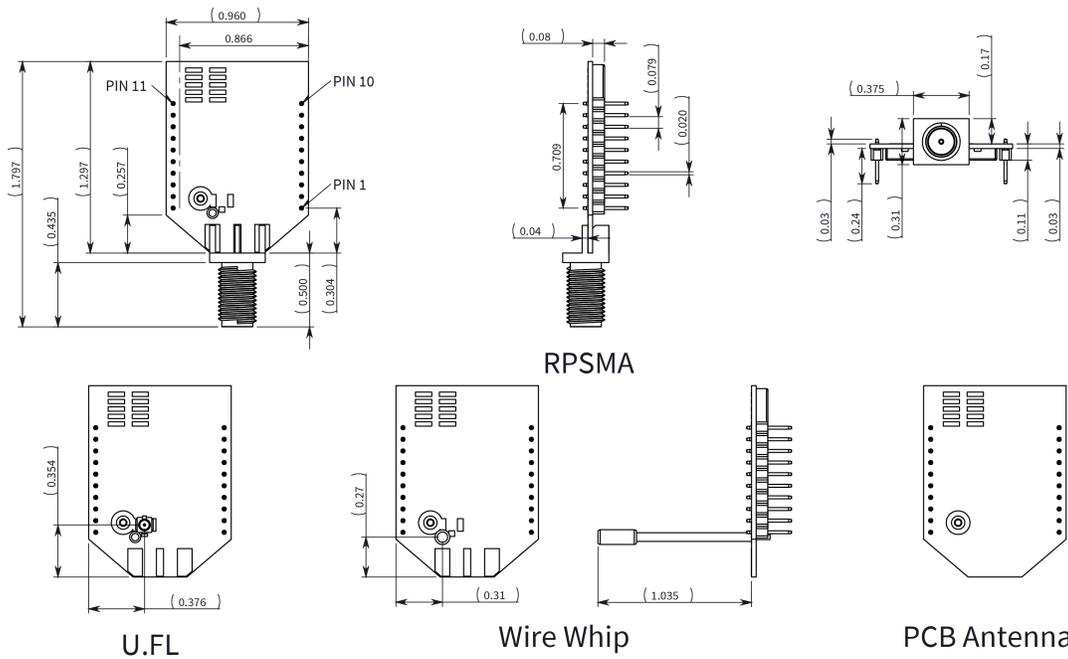 ( 0.960 )
0.866
PIN 11
PIN 10
PIN 1
( 1.797 )
( 1.297 )
( 0.257 )
( 0.435 )
( 0.500 )
( 0.304 )
( 0.08 )
( 0.079 )
( 0.020 )
0.709
( 0.04 )
( 0.17 )
( 0.375 )
( 0.03 )
( 0.24 )
( 0.31 )
( 0.11 )
( 0.03 )
RPSMA
( 0.354 )
( 0.376 )
U.FL
( 0.27 )
( 0.31 )
( 1.035 )
Wire Whip
PCB Antenna